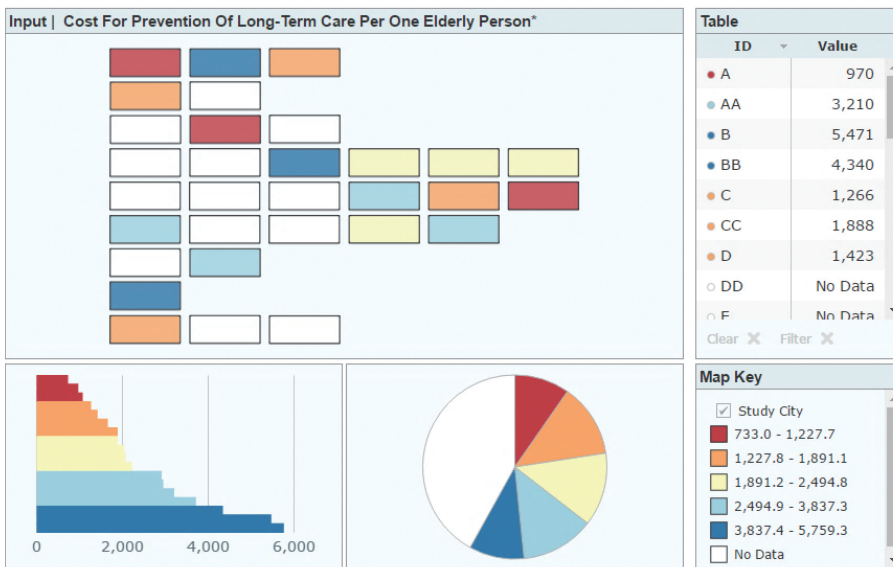 Input | Cost For Prevention Of Long-Term Care Per One Elderly Person*
Table
ID Value
A 970
AA 3,210
B 5,471
BB 4,340
C 1,266
CC 1,888
D 1,423
DD No Data
E No Data
Clear Filter
0 2,000 4,000 6,000
Map Key
Study City
733.0 - 1,227.7
1,227.8 - 1,891.1
1,891.2 - 2,494.8
2,494.9 - 3,837.3
3,837.4 - 5,759.3
No Data